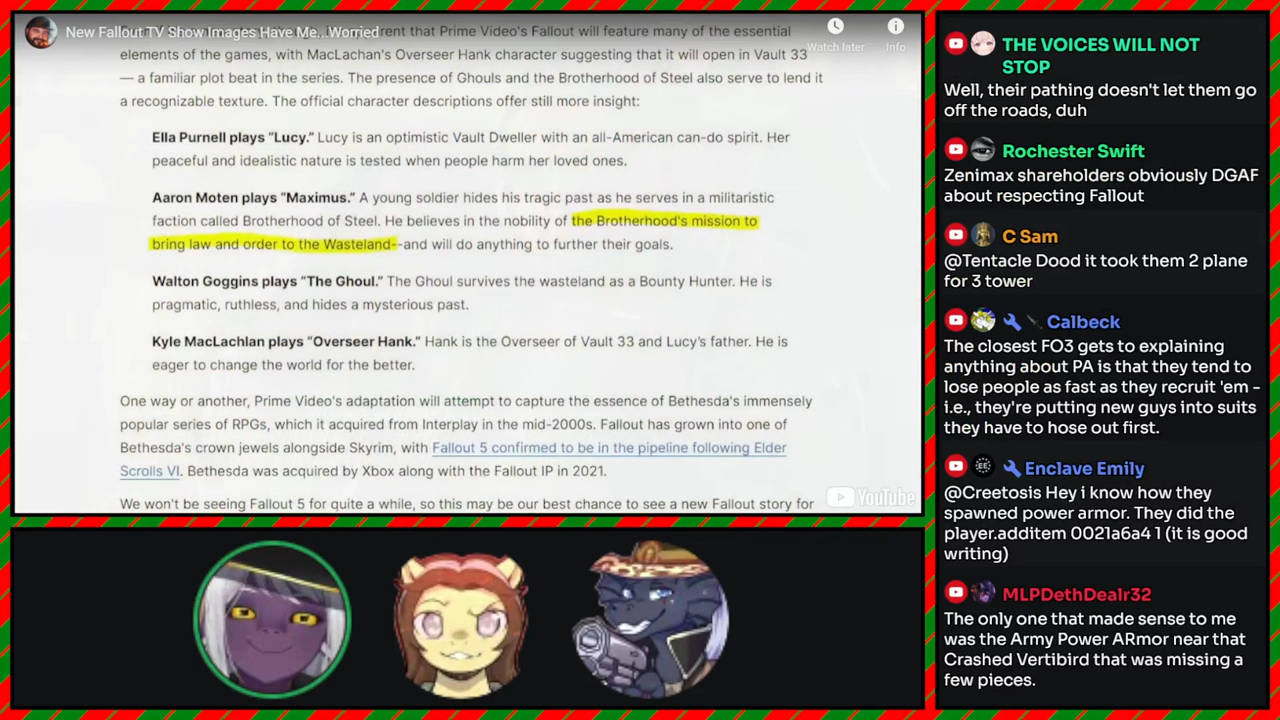 New Fallout TV Show Images Have Me...Worried
rent that Prime Video's Fallout will feature many of the essential
Watch later
Info
elements of the games, with MacLachan's Overseer Hank character suggesting that it will open in Vault 33
— a familiar plot beat in the series. The presence of Ghouls and the Brotherhood of Steel also serve to lend it
a recognizable texture. The official character descriptions offer still more insight:
Ella Purnell plays “Lucy.” Lucy is an optimistic Vault Dweller with an all-American can-do spirit. Her
peaceful and idealistic nature is tested when people harm her loved ones.
Aaron Moten plays “Maximus.” A young soldier hides his tragic past as he serves in a militaristic
faction called Brotherhood of Steel. He believes in the nobility of the Brotherhood's mission to
bring law and order to the Wasteland--and will do anything to further their goals.
Walton Goggins plays “The Ghoul.” The Ghoul survives the wasteland as a Bounty Hunter. He is
pragmatic, ruthless, and hides a mysterious past.
Kyle MacLachlan plays “Overseer Hank.” Hank is the Overseer of Vault 33 and Lucy's father. He is
eager to change the world for the better.
One way or another, Prime Video's adaptation will attempt to capture the essence of Bethesda's immensely
popular series of RPGs, which it acquired from Interplay in the mid-2000s. Fallout has grown into one of
Bethesda's crown jewels alongside Skyrim, with Fallout 5 confirmed to be in the pipeline following Elder
Scrolls VI. Bethesda was acquired by Xbox along with the Fallout IP in 2021.
We won't be seeing Fallout 5 for quite a while, so this may be our best chance to see a new Fallout story for
YouTube
THE VOICES WILL NOT
STOP
Well, their pathing doesn't let them go
off the roads, duh
Rochester Swift
Zenimax shareholders obviously DGAF
about respecting Fallout
C Sam
@Tentacle Dood it took them 2 plane
for 3 tower
Calbeck
The closest FO3 gets to explaining
anything about PA is that they tend to
lose people as fast as they recruit 'em -
i.e., they're putting new guys into suits
they have to hose out first.
Enclave Emily
@Creetosis Hey i know how they
spawned power armor. They did the
player.additem 0021a6a4 1 (it is good
writing)
MLPDethDealr32
The only one that made sense to me
was the Army Power ARmor near that
Crashed Vertibird that was missing a
few pieces.